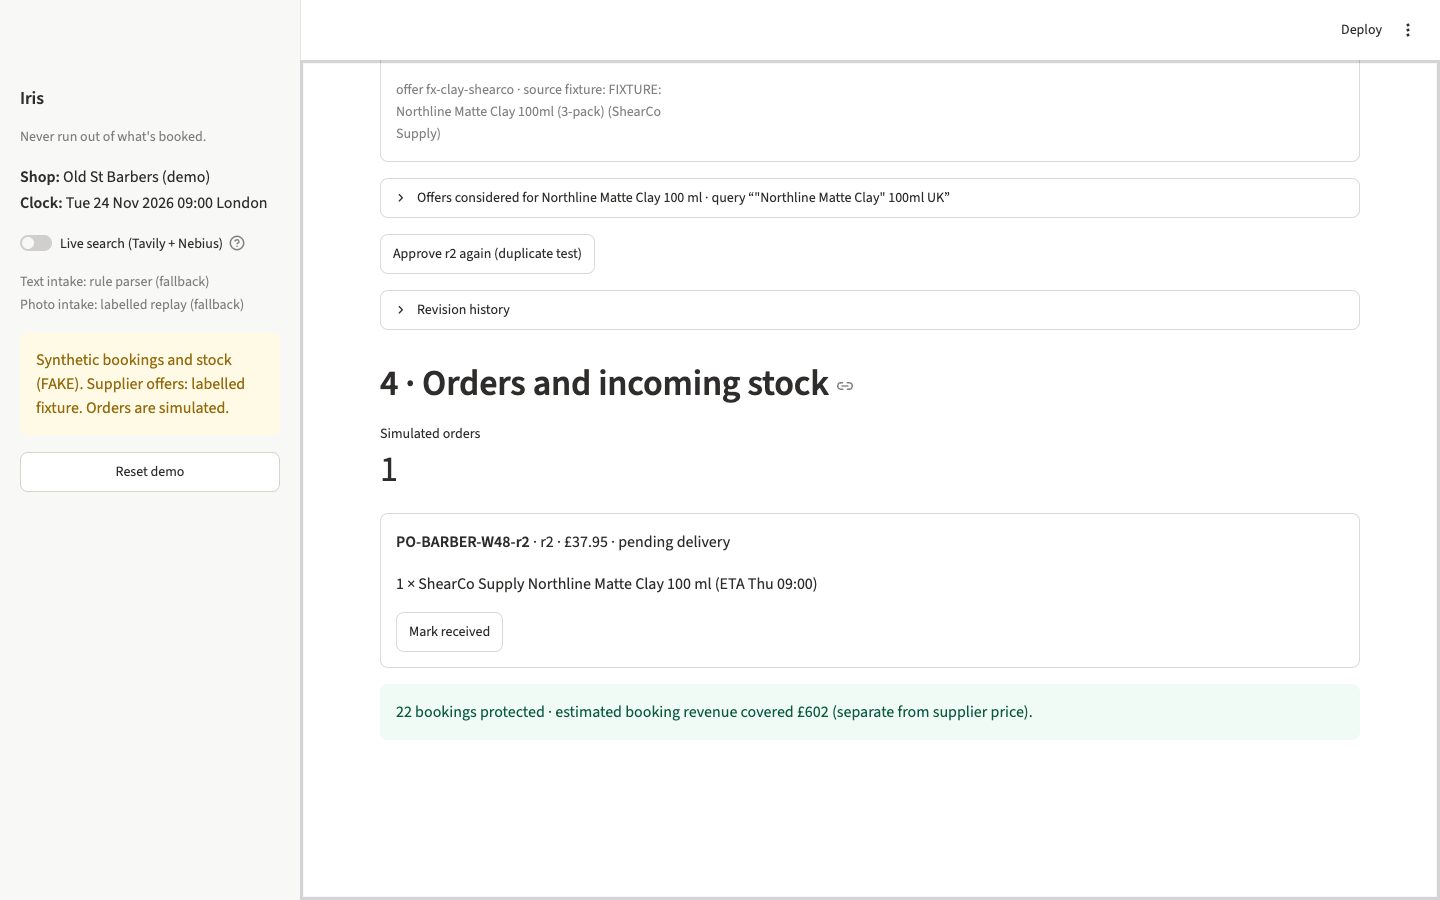 Deploy
Iris
Never run out of what's booked.
Shop: Old St Barbers (demo)
Clock: Tue 24 Nov 2026 09:00 London
Live search (Tavily + Nebius)
Text intake: rule parser (fallback)
Photo intake: labelled replay (fallback)
Synthetic bookings and stock
(FAKE). Supplier offers: labelled
fixture. Orders are simulated.
Reset demo
offer fx-clay-shearco · source fixture: FIXTURE:
Northline Matte Clay 100ml (3-pack) (ShearCo
Supply)
Offers considered for Northline Matte Clay 100 ml · query “"Northline Matte Clay" 100ml UK”
Approve r2 again (duplicate test)
Revision history
4 · Orders and incoming stock
Simulated orders
1
PO-BARBER-W48-r2 · r2 · £37.95 · pending delivery
1 × ShearCo Supply Northline Matte Clay 100 ml (ETA Thu 09:00)
Mark received
22 bookings protected · estimated booking revenue covered £602 (separate from supplier price).